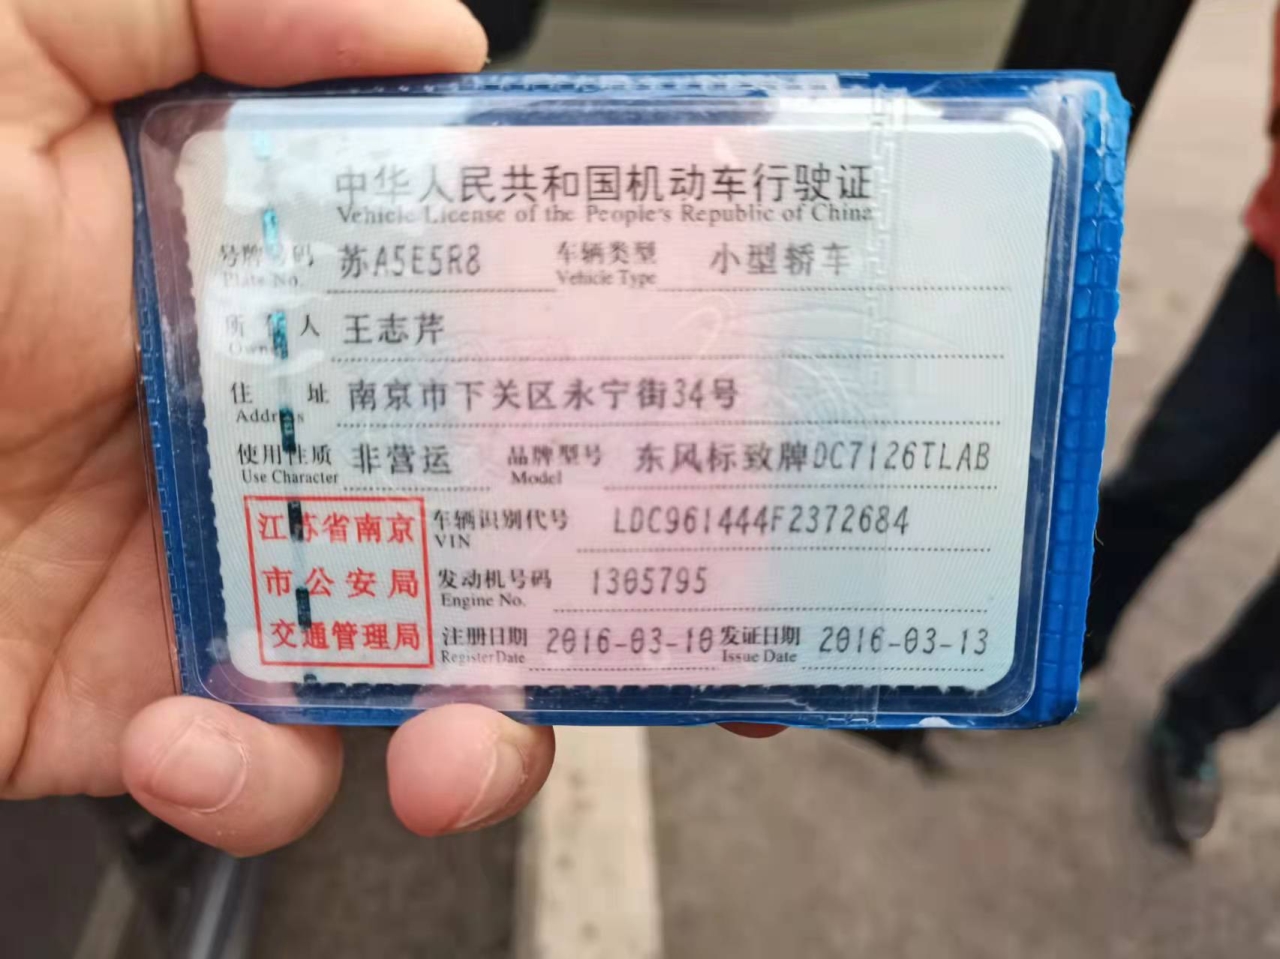 中华人民共和国机动车行驶证
Vehicle License of the People's Republic of China
号牌号码 苏A5E5R8 车辆类型 小型轿车
Plate No. Vehicle Type
所有人 王志芹
Owner
住址 南京市下关区永宁街34号
Address
使用性质 非营运 品牌型号 东风标致牌DC7126TLAB
Use Character Model
江苏省南京
市公安局
交通管理局
车辆识别代号 LDC961444F2372684
VIN
发动机号码 1305795
Engine No.
注册日期 2016-03-10 发证日期 2016-03-13
Register Date Issue Date